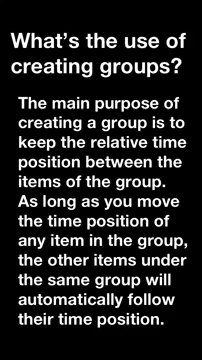 What's the use of
creating groups?
The main purpose of
creating a group is to
keep the relative time
position between the
items of the group.
As long as you move
the time position of
any item in the group,
the other items under
the same group will
automatically follow
their time position.